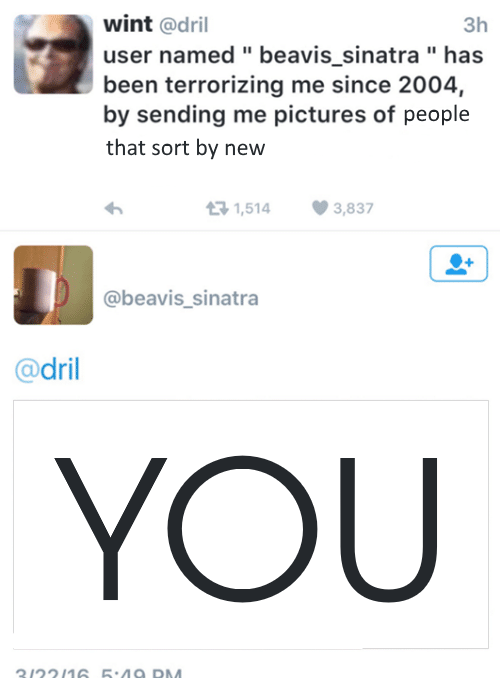 wint @dril 3h
user named " beavis_sinatra " has
been terrorizing me since 2004,
by sending me pictures of people
that sort by new
1,514 3,837
@beavis_sinatra
@dril
YOU
3/22/16, 5:49 PM